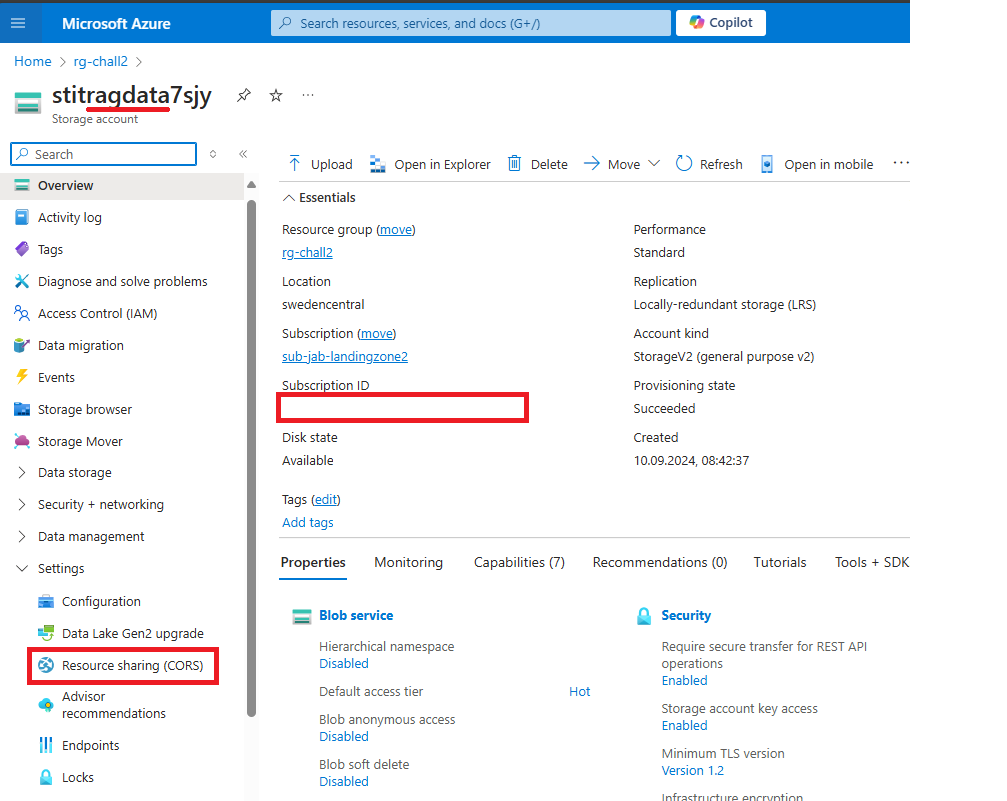 Microsoft Azure
Search resources, services, and docs (G+/)
Copilot
Home > rg-chall2 >
stitragdata7sjy
Storage account
Search
Overview
Activity log
Tags
Diagnose and solve problems
Access Control (IAM)
Data migration
Events
Storage browser
Storage Mover
Data storage
Security + networking
Data management
Settings
Configuration
Data Lake Gen2 upgrade
Resource sharing (CORS)
Advisor
recommendations
Endpoints
Locks
Upload Open in Explorer Delete Move Refresh Open in mobile ...
Essentials
Resource group (move)
rg-chall2
Location
swedencentral
Subscription (move)
sub-jab-landingzone2
Subscription ID
Disk state
Available
Performance
Standard
Replication
Locally-redundant storage (LRS)
Account kind
StorageV2 (general purpose v2)
Provisioning state
Succeeded
Created
10.09.2024, 08:42:37
Tags (edit)
Add tags
Properties Monitoring Capabilities (7) Recommendations (0) Tutorials Tools + SDK
Blob service
Hierarchical namespace
Disabled
Default access tier Hot
Blob anonymous access
Disabled
Blob soft delete
Disabled
Security
Require secure transfer for REST API
operations
Enabled
Storage account key access
Enabled
Minimum TLS version
Version 1.2
Infrastructure encryption